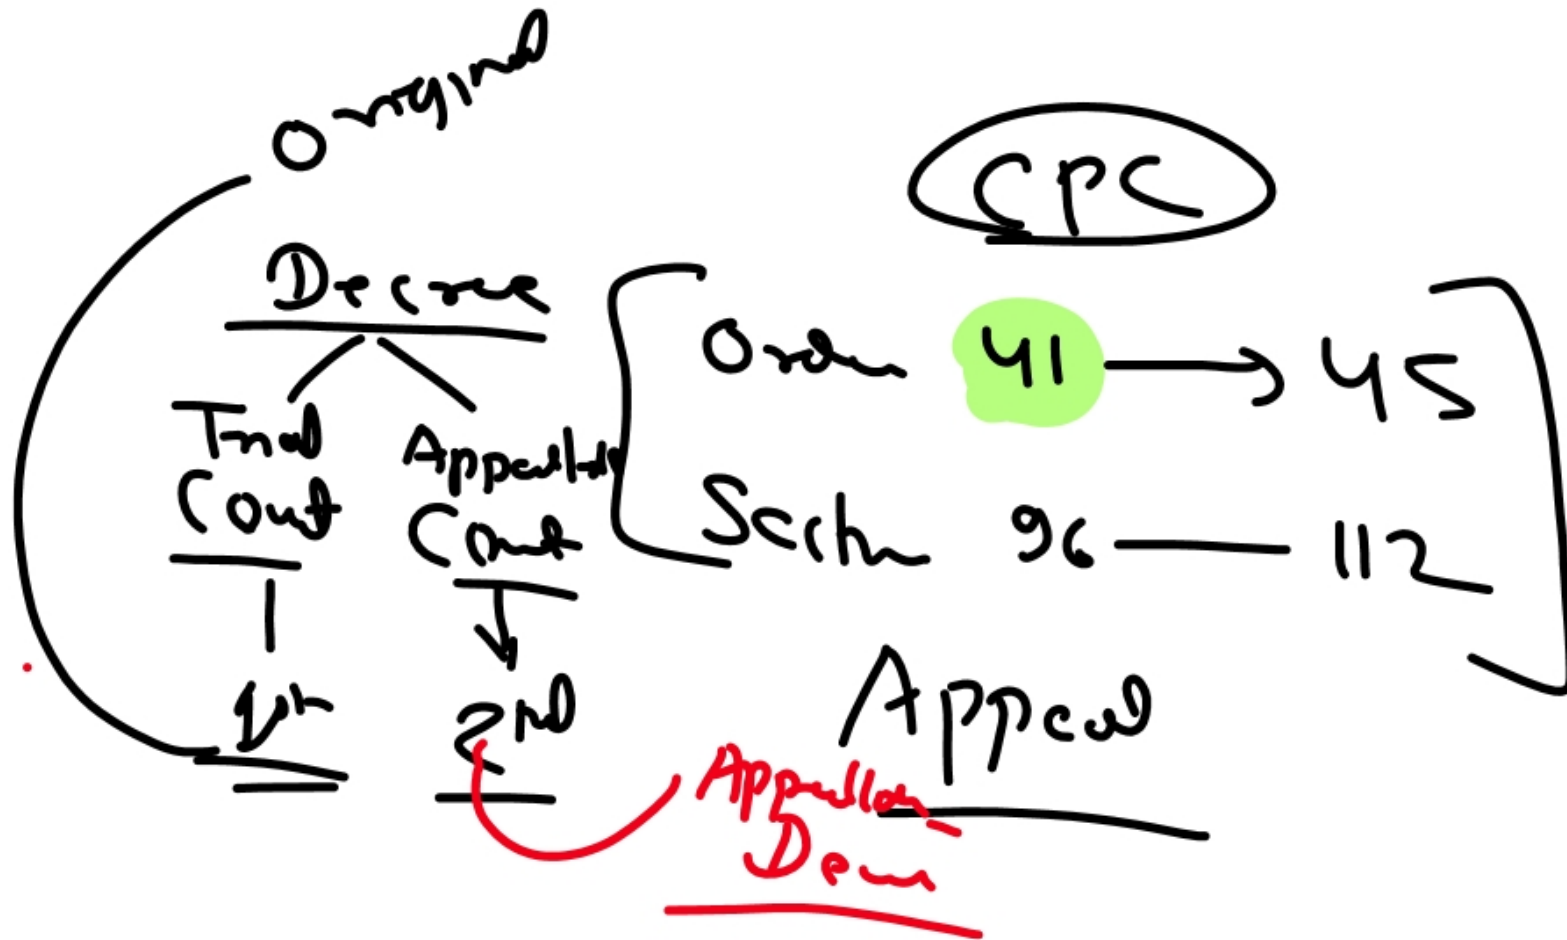 Original
CPC
Decree
Order 41 → 45
Trial Court
Appellate Court
Section 96 — 112
1st
2nd
Appeal
Appellate
Decree